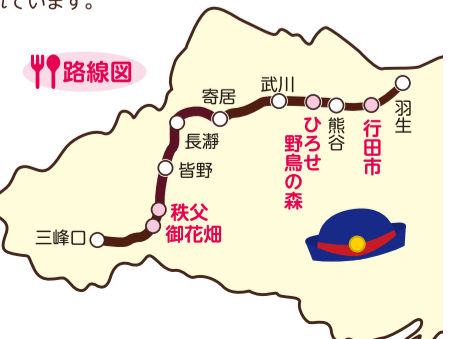 れています。
路線図
武川
寄居
羽生
長瀞
ひろせ
野鳥の森
熊谷
行田市
皆野
秩父
御花畑
三峰口